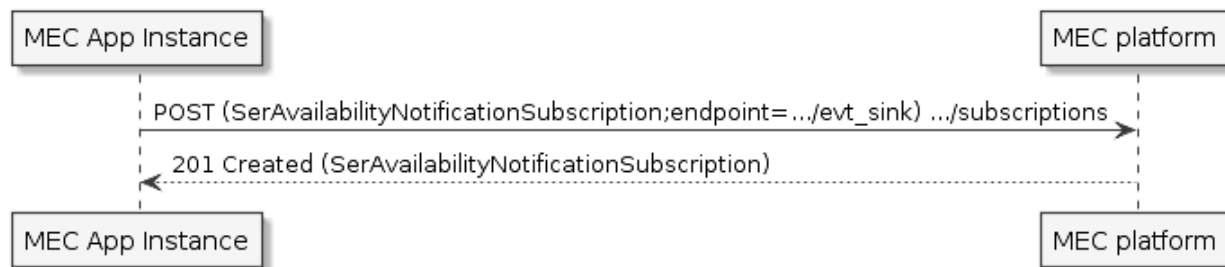 MEC App Instance
MEC platform
POST (SerAvailabilityNotificationSubscription;endpoint=.../evt_sink) .../subscriptions
201 Created (SerAvailabilityNotificationSubscription)
MEC App Instance
MEC platform